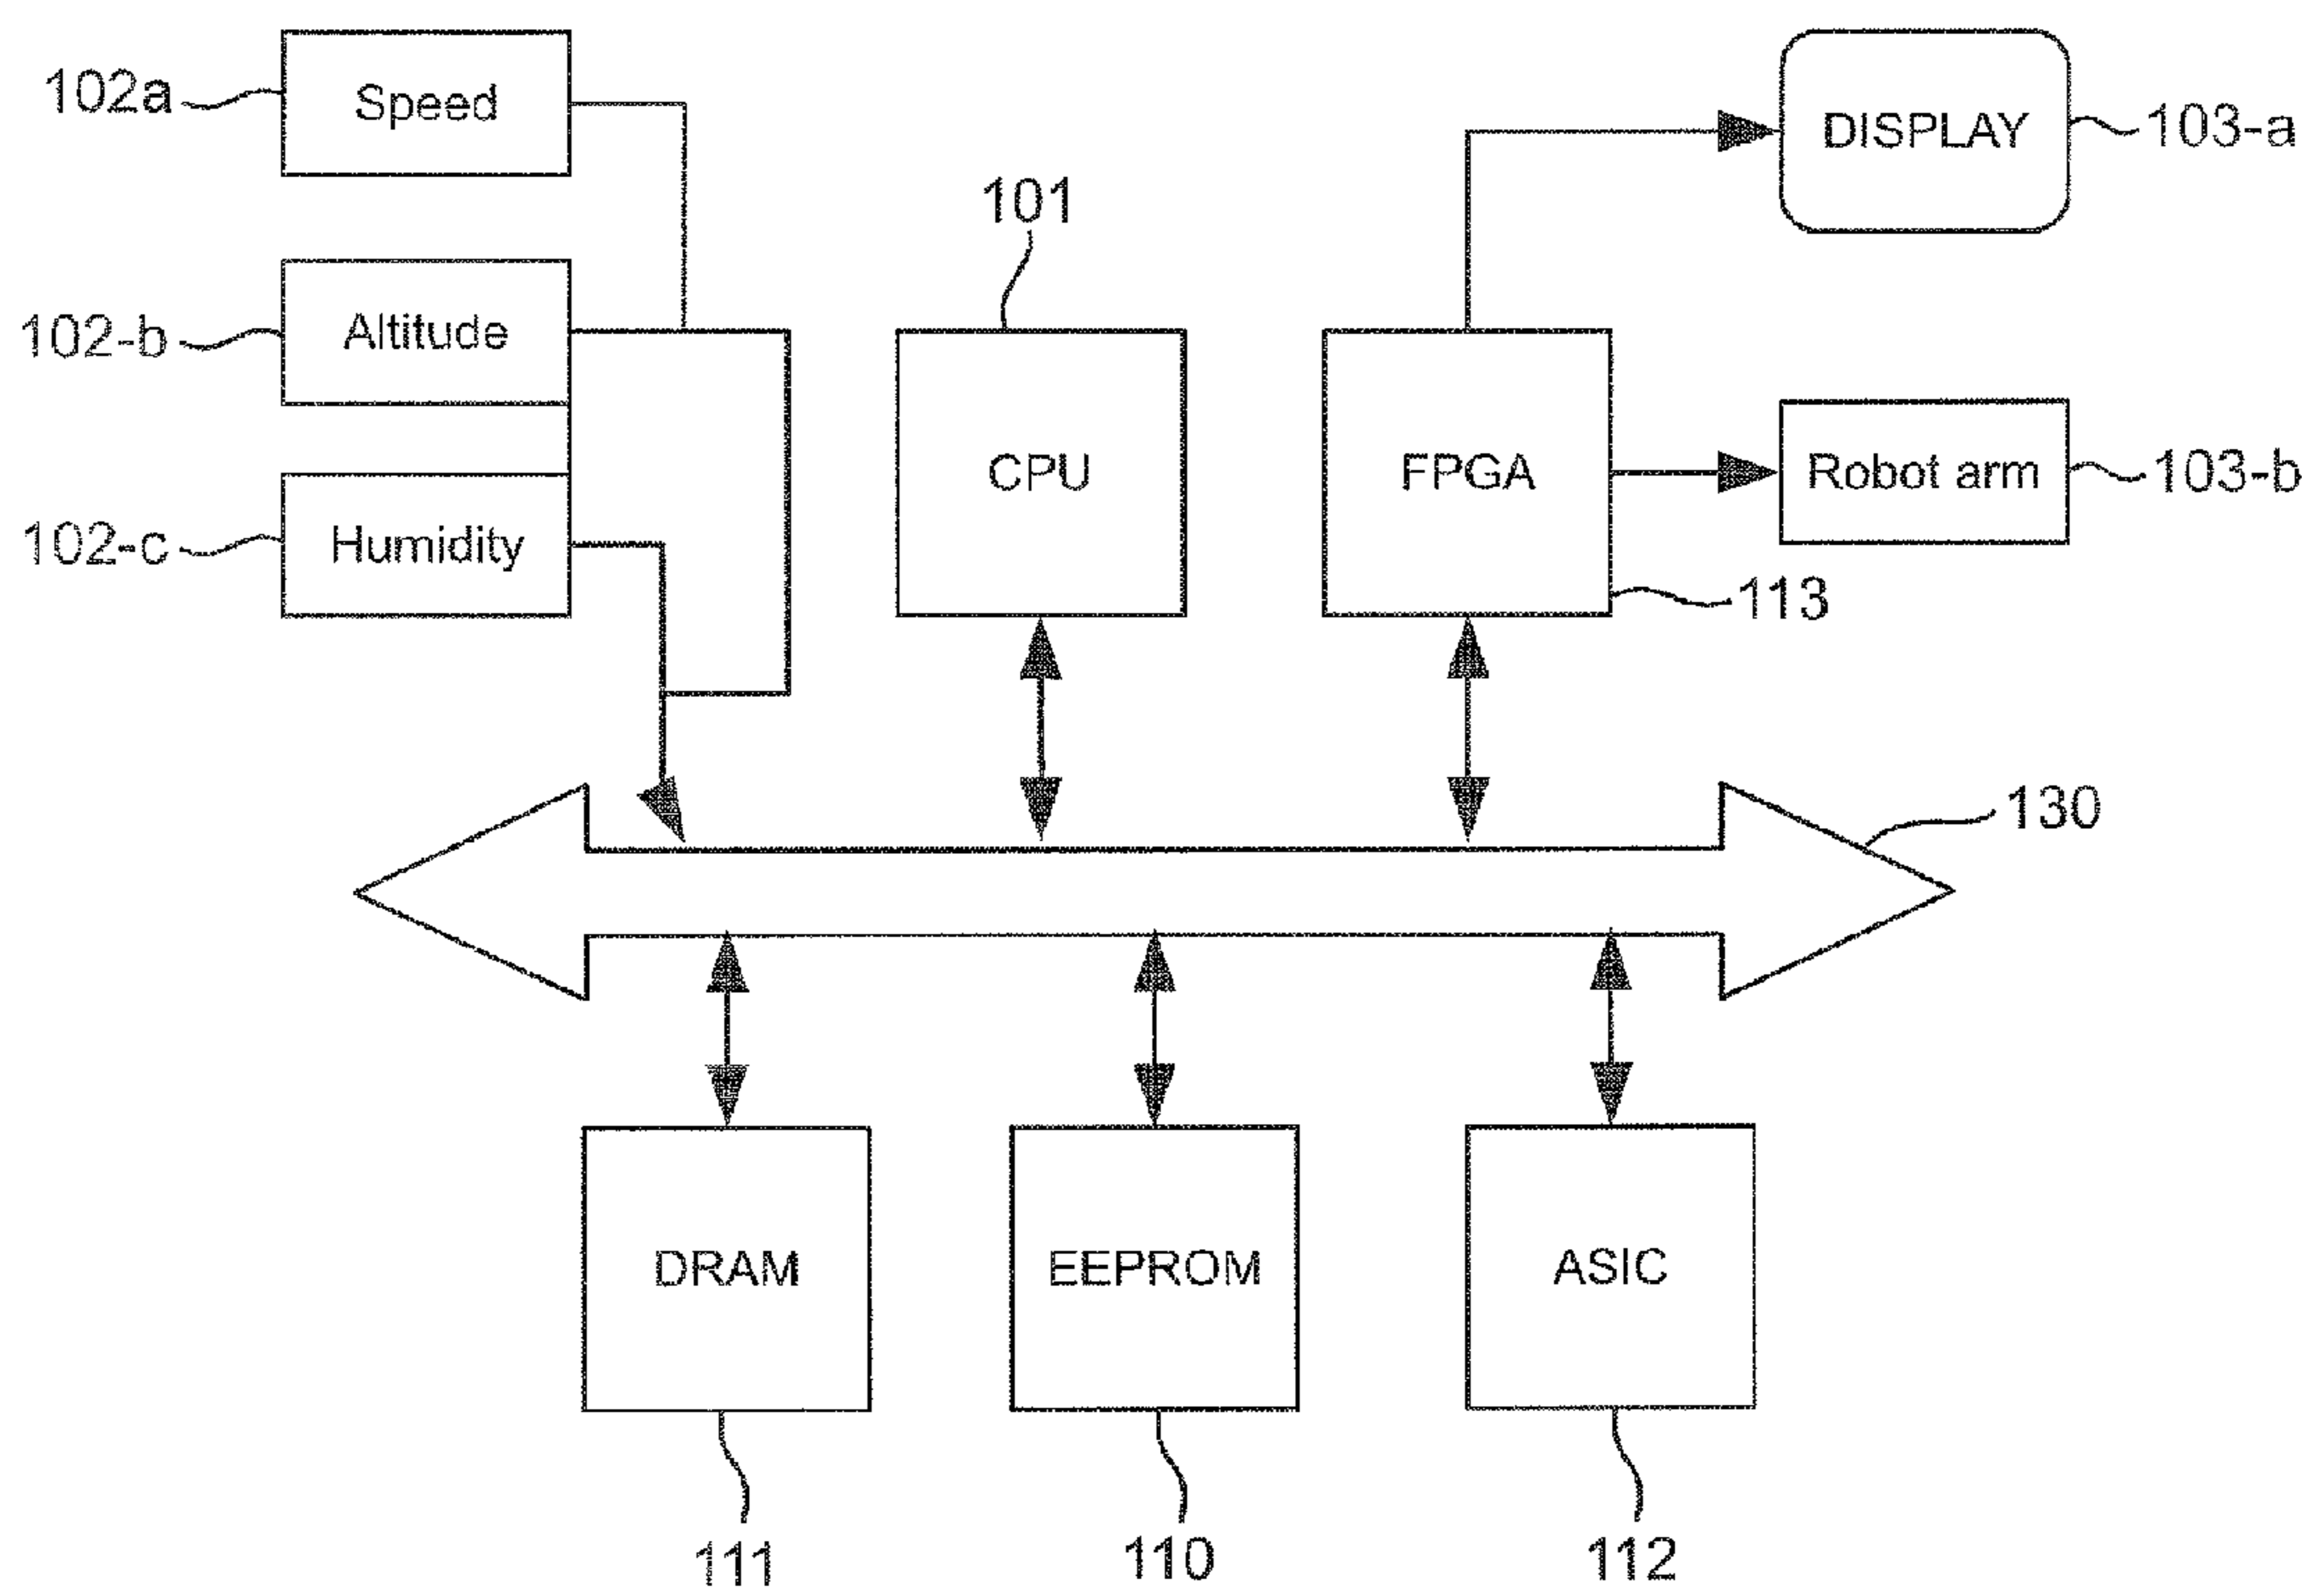 102a
Speed
DISPLAY
103-a
101
102-b
Altitude
CPU
FPGA
Robot arm
103-b
102-c
Humidity
113
130
DRAM
EEPROM
ASIC
111
110
112